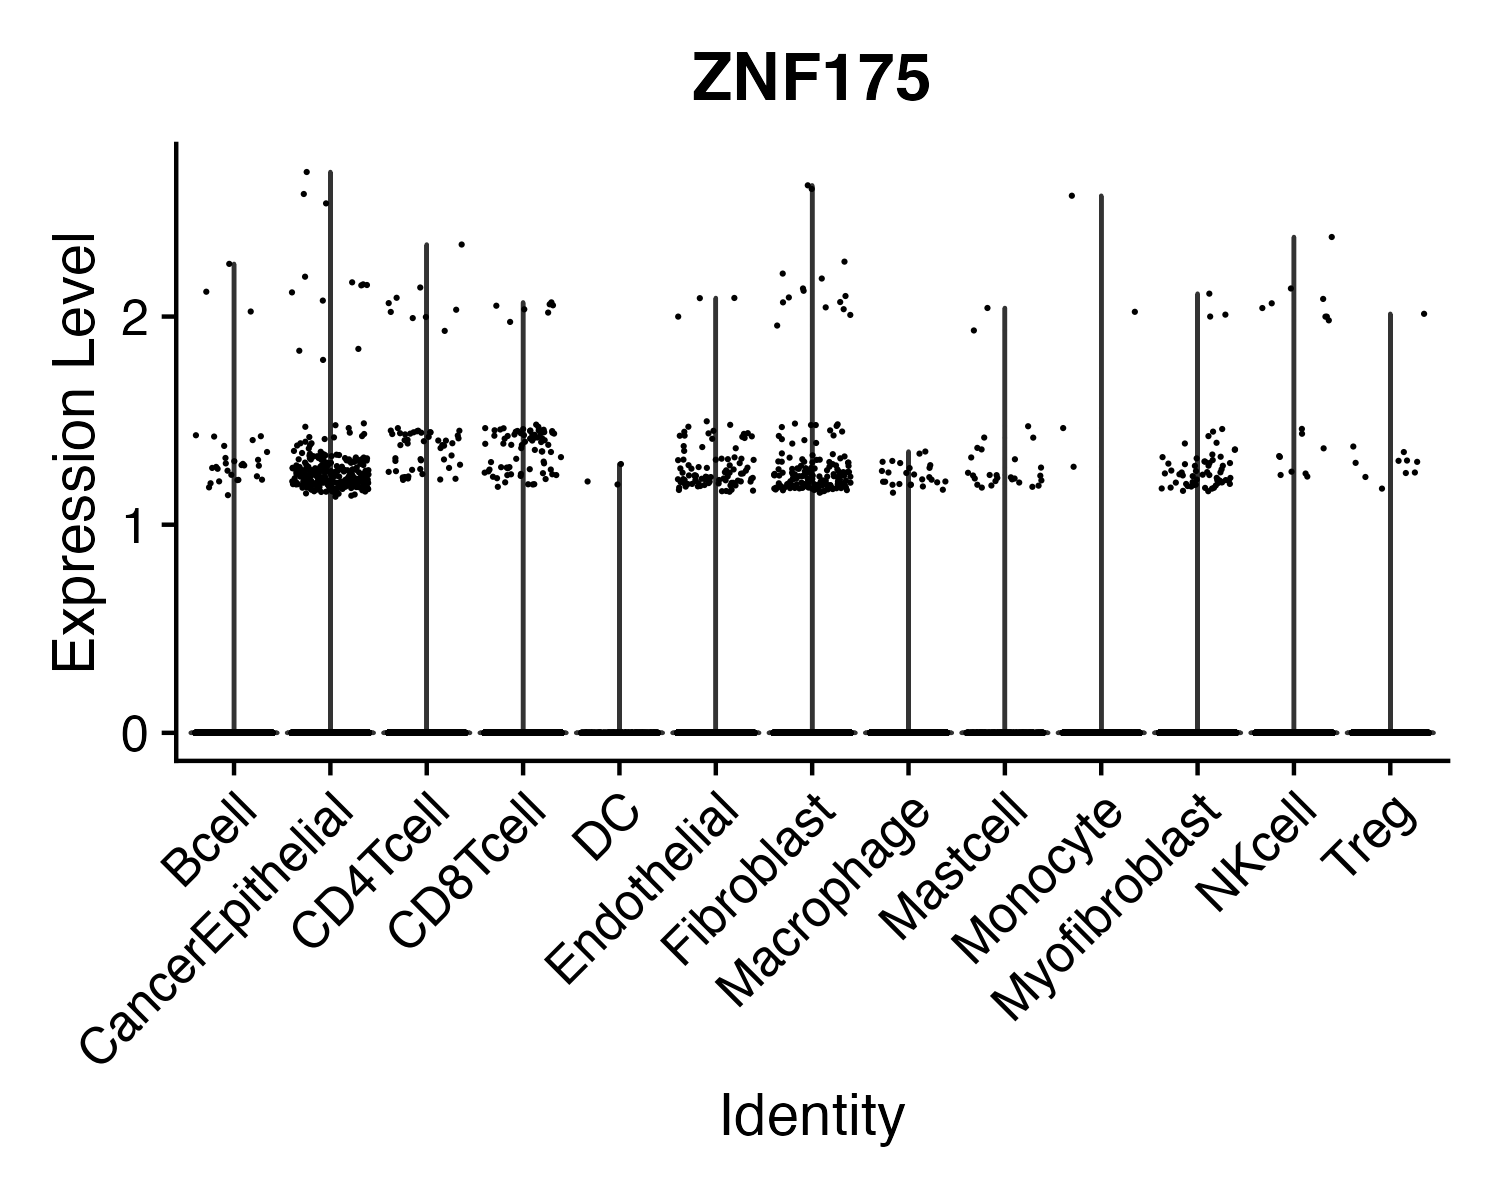 ZNF175
Expression Level
2
1
0
Bcell
CancerEpithelial
CD4Tcell
CD8Tcell
DC
Endothelial
Fibroblast
Macrophage
Mastcell
Monocyte
Myofibroblast
NKcell
Treg
Identity